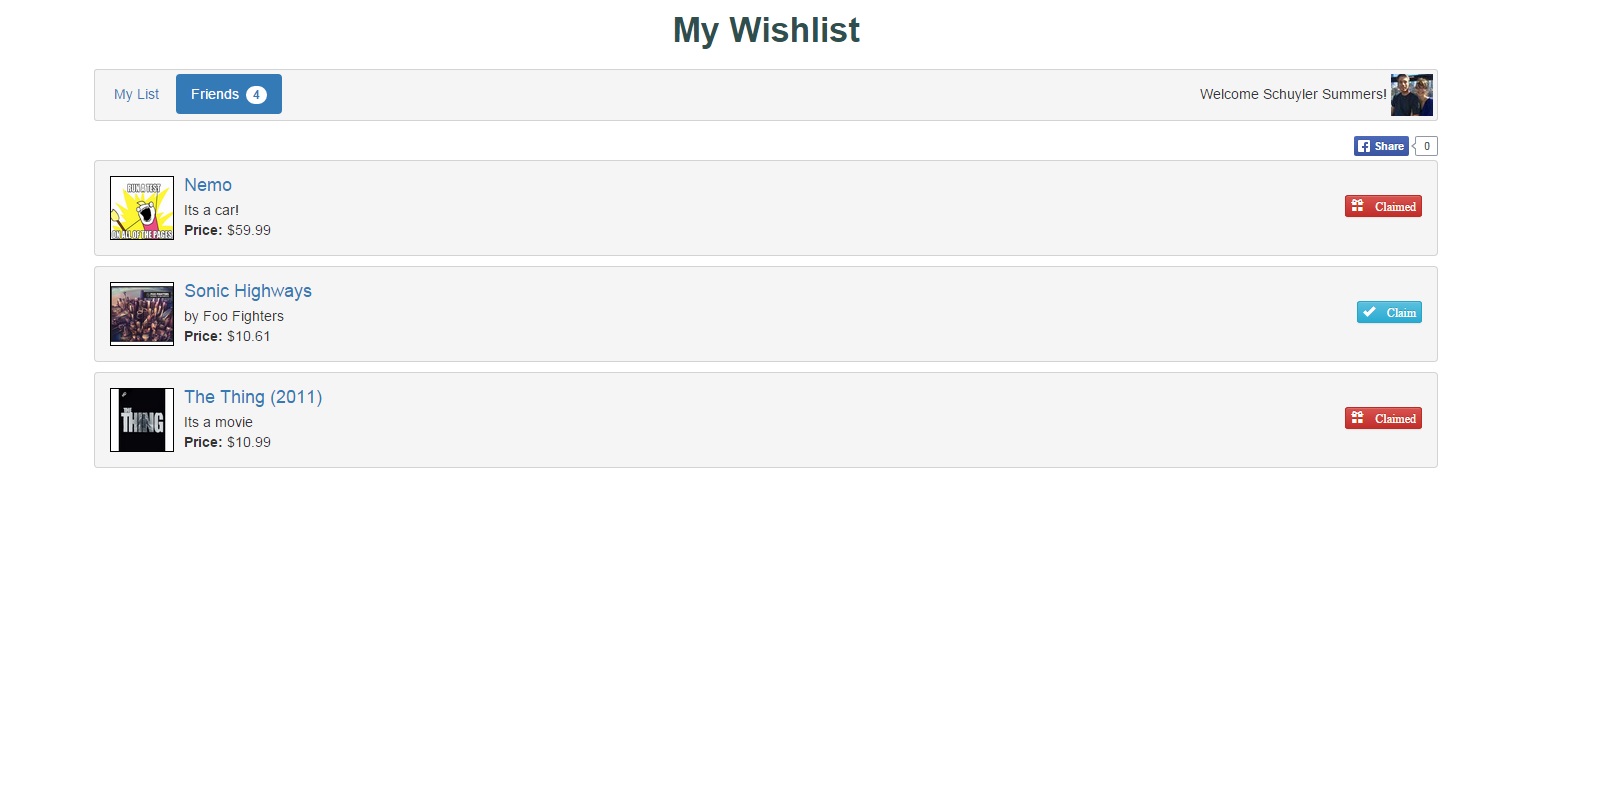 My Wishlist
My List Friends 4 Welcome Schuyler Summers!
Share 0
RUN A TEST
ON ALL OF THE PAGES
Nemo
Its a car!
Price: $59.99
Claimed
Sonic Highways
by Foo Fighters
Price: $10.61
Claim
THE
THING
The Thing (2011)
Its a movie
Price: $10.99
Claimed